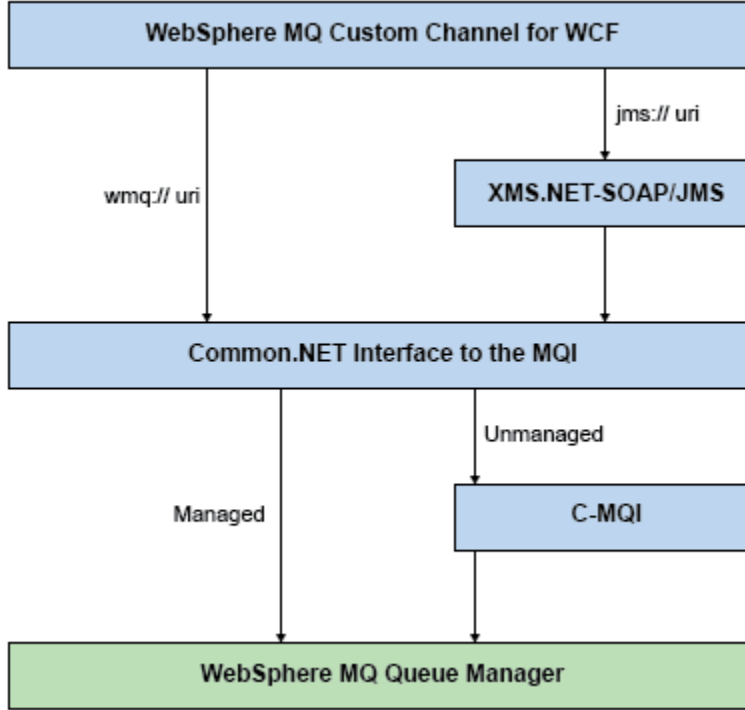 WebSphere MQ Custom Channel for WCF
jms:// uri
wmq:// uri
XMS.NET-SOAP/JMS
Common.NET Interface to the MQI
Unmanaged
Managed
C-MQI
WebSphere MQ Queue Manager